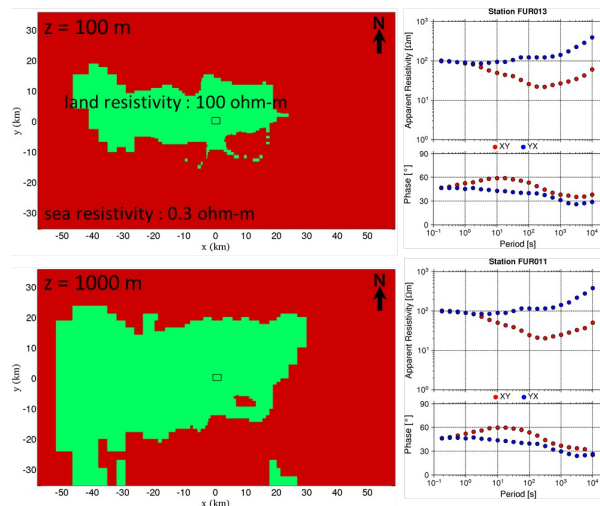 z = 100 m
N
land resistivity : 100 ohm-m
sea resistivity : 0.3 ohm-m
y (km)
30
20
10
0
-10
-20
-30
-50 -40 -30 -20 -10 0 10 20 30 40 50
x (km)
Station FUR013
Apparent Resistivity [Ωm]
10³
10²
10¹
10⁰
XY YX
Phase [°]
90
60
30
0
10⁻¹ 10⁰ 10¹ 10² 10³ 10⁴
Period [s]
z = 1000 m
N
y (km)
30
20
10
0
-10
-20
-30
-50 -40 -30 -20 -10 0 10 20 30 40 50
x (km)
Station FUR011
Apparent Resistivity [Ωm]
10³
10²
10¹
10⁰
XY YX
Phase [°]
90
60
30
0
10⁻¹ 10⁰ 10¹ 10² 10³ 10⁴
Period [s]